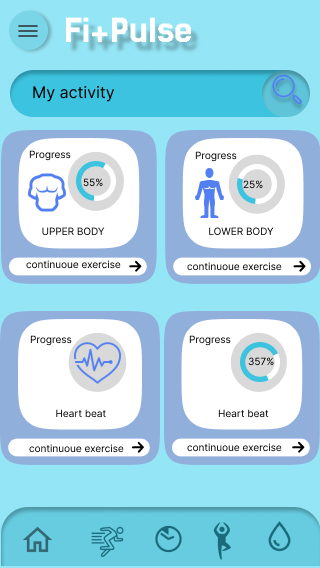 Fi+Pulse
My activity
Progress
55%
UPPER BODY
continuoue exercise
Progress
25%
LOWER BODY
continuoue exercise
Progress
Heart beat
continuoue exercise
Progress
357%
Heart beat
continuoue exercise